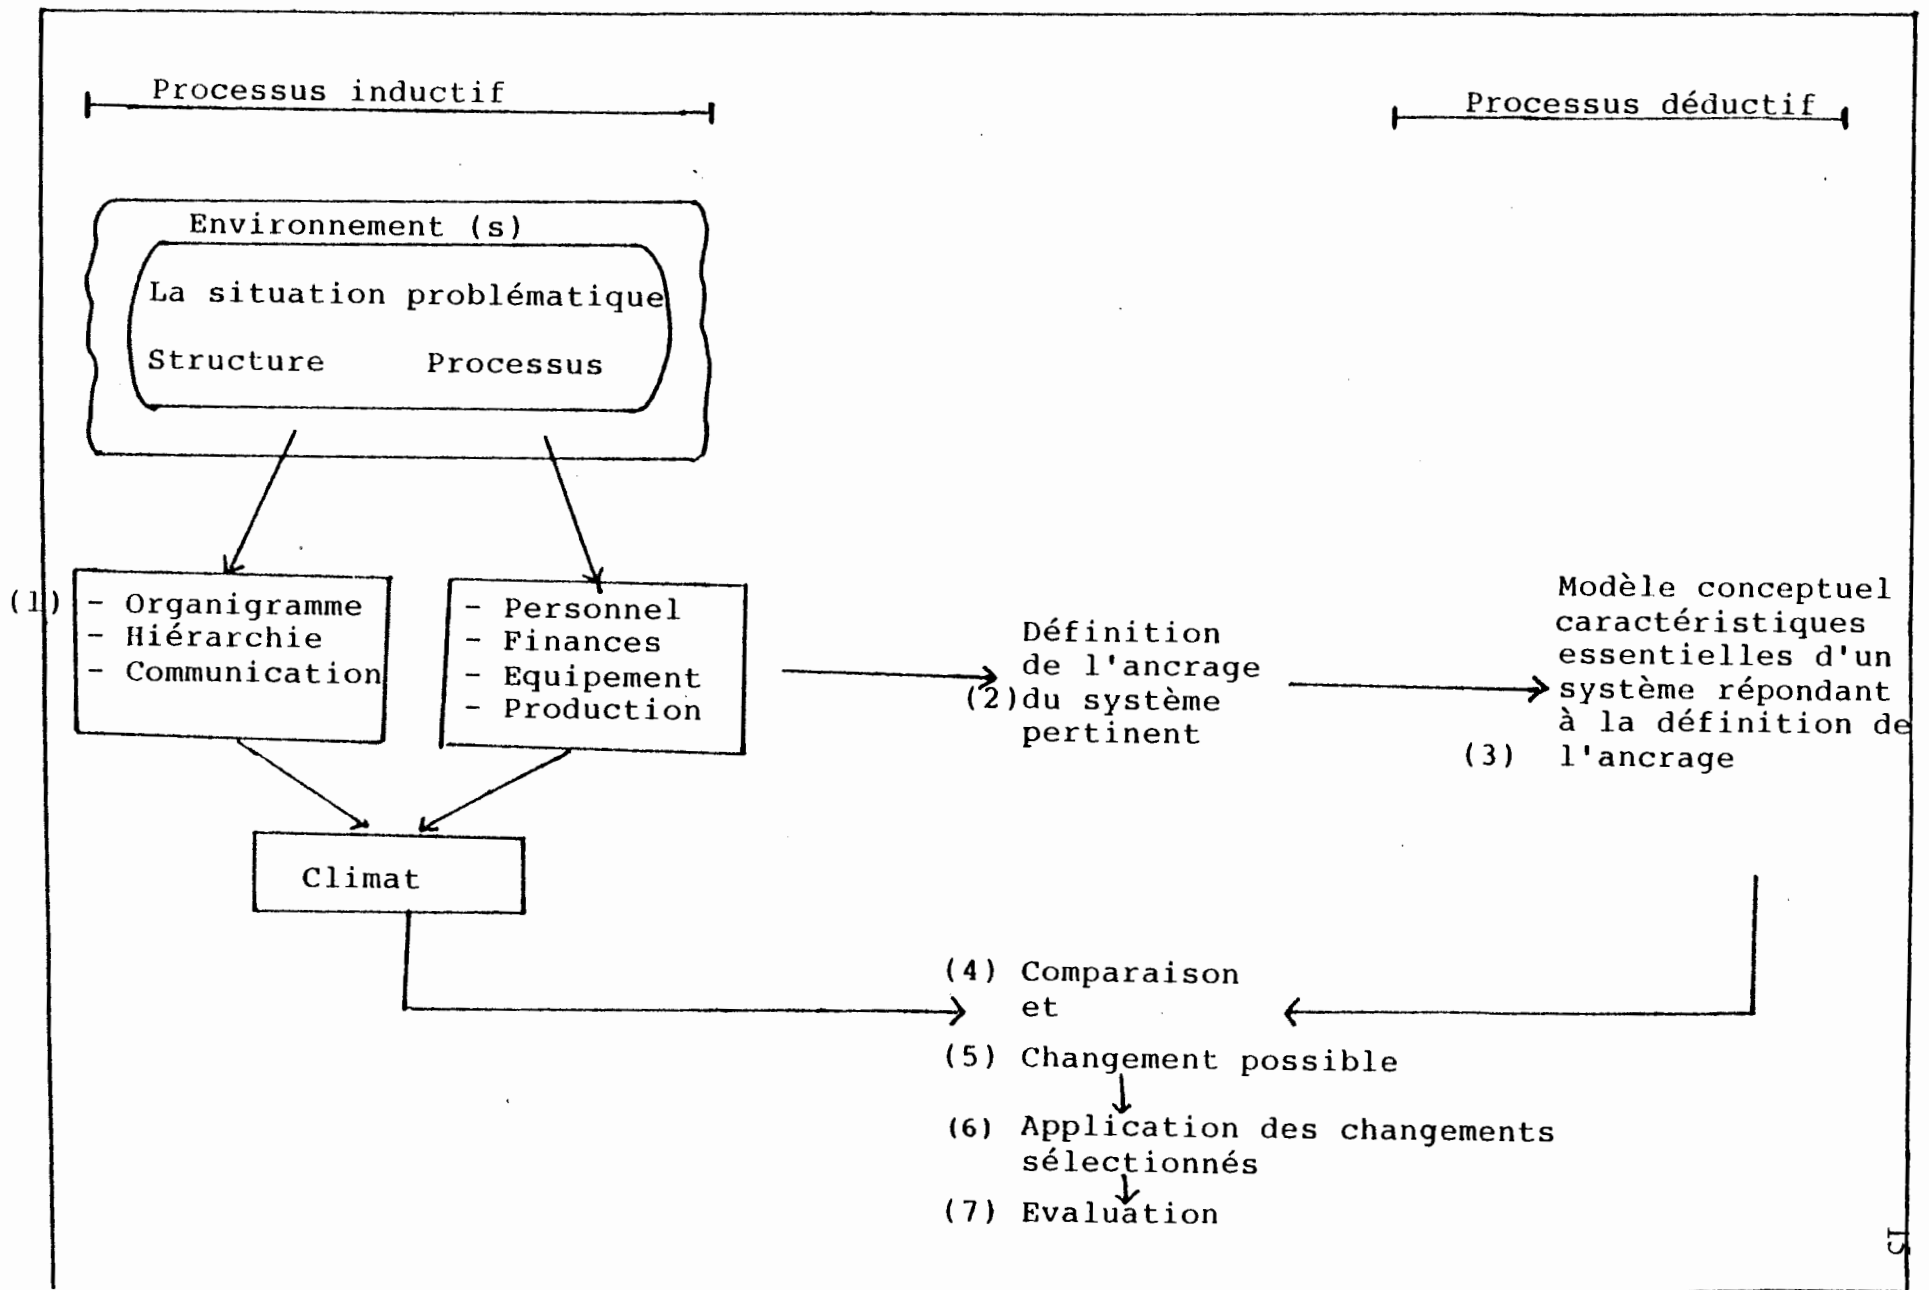 Processus inductif
Processus déductif
Environnement (s)
La situation problématique
Structure Processus
(1) - Organigramme
- Hiérarchie
- Communication
- Personnel
- Finances
- Equipement
- Production
Définition
de l'ancrage
(2) du système
pertinent
Modèle conceptuel
caractéristiques
essentielles d'un
système répondant
à la définition de
(3) l'ancrage
Climat
(4) Comparaison
et
(5) Changement possible
(6) Application des changements
sélectionnés
(7) Evaluation
15